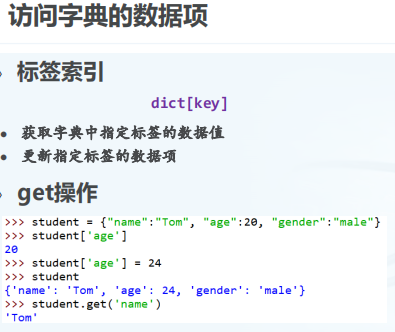 访问字典的数据项
标签索引
dict[key]
获取字典中指定标签的数据值
更新指定标签的数据项
get操作
>>> student = {"name":"Tom", "age":20, "gender":"male"}
>>> student['age']
20
>>> student['age'] = 24
>>> student
{'name': 'Tom', 'age': 24, 'gender': 'male'}
>>> student.get('name')
'Tom'